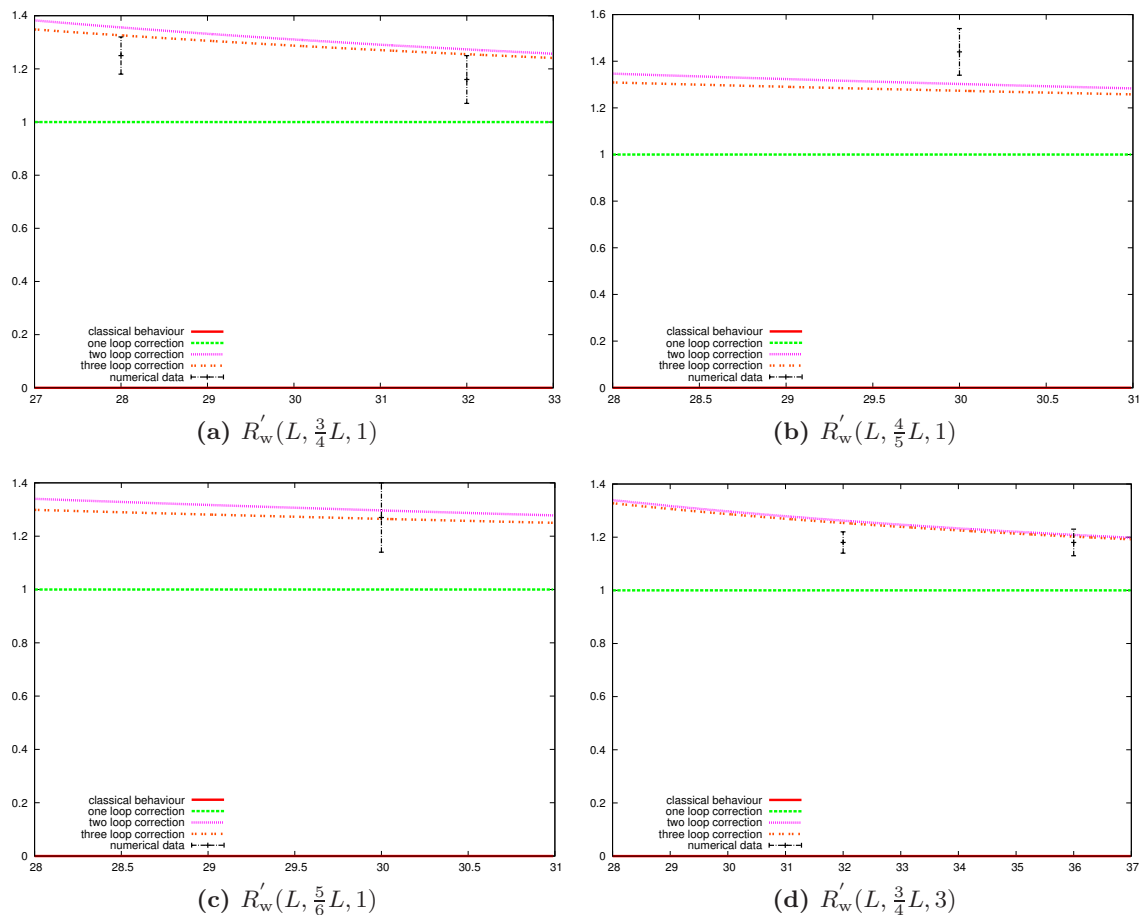 1.4
1.2
1
0.8
0.6
0.4
0.2
0
classical behaviour
one loop correction
two loop correction
three loop correction
numerical data
27 28 29 30 31 32 33
(a) R′w(L, 3/4 L, 1)
1.6
1.4
1.2
1
0.8
0.6
0.4
0.2
0
classical behaviour
one loop correction
two loop correction
three loop correction
numerical data
28 28.5 29 29.5 30 30.5 31
(b) R′w(L, 4/5 L, 1)
1.4
1.2
1
0.8
0.6
0.4
0.2
0
classical behaviour
one loop correction
two loop correction
three loop correction
numerical data
28 28.5 29 29.5 30 30.5 31
(c) R′w(L, 5/6 L, 1)
1.4
1.2
1
0.8
0.6
0.4
0.2
0
classical behaviour
one loop correction
two loop correction
three loop correction
numerical data
28 29 30 31 32 33 34 35 36 37
(d) R′w(L, 3/4 L, 3)